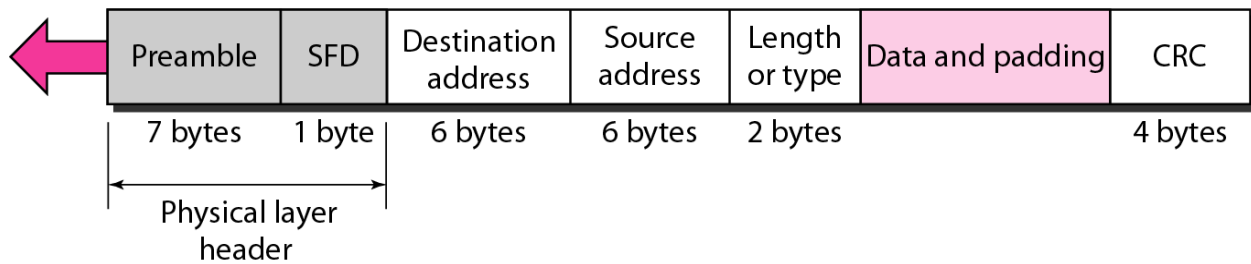 Preamble
SFD
Destination
address
Source
address
Length
or type
Data and padding
CRC
7 bytes
1 byte
6 bytes
6 bytes
2 bytes
4 bytes
Physical layer
header